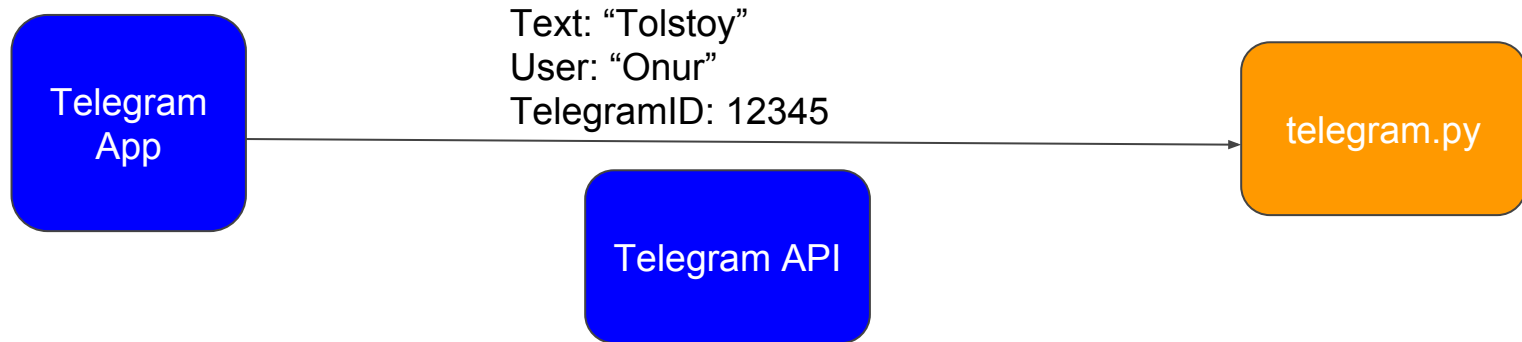 Text: “Tolstoy”
User: “Onur”
TelegramID: 12345
Telegram
App
telegram.py
Telegram API